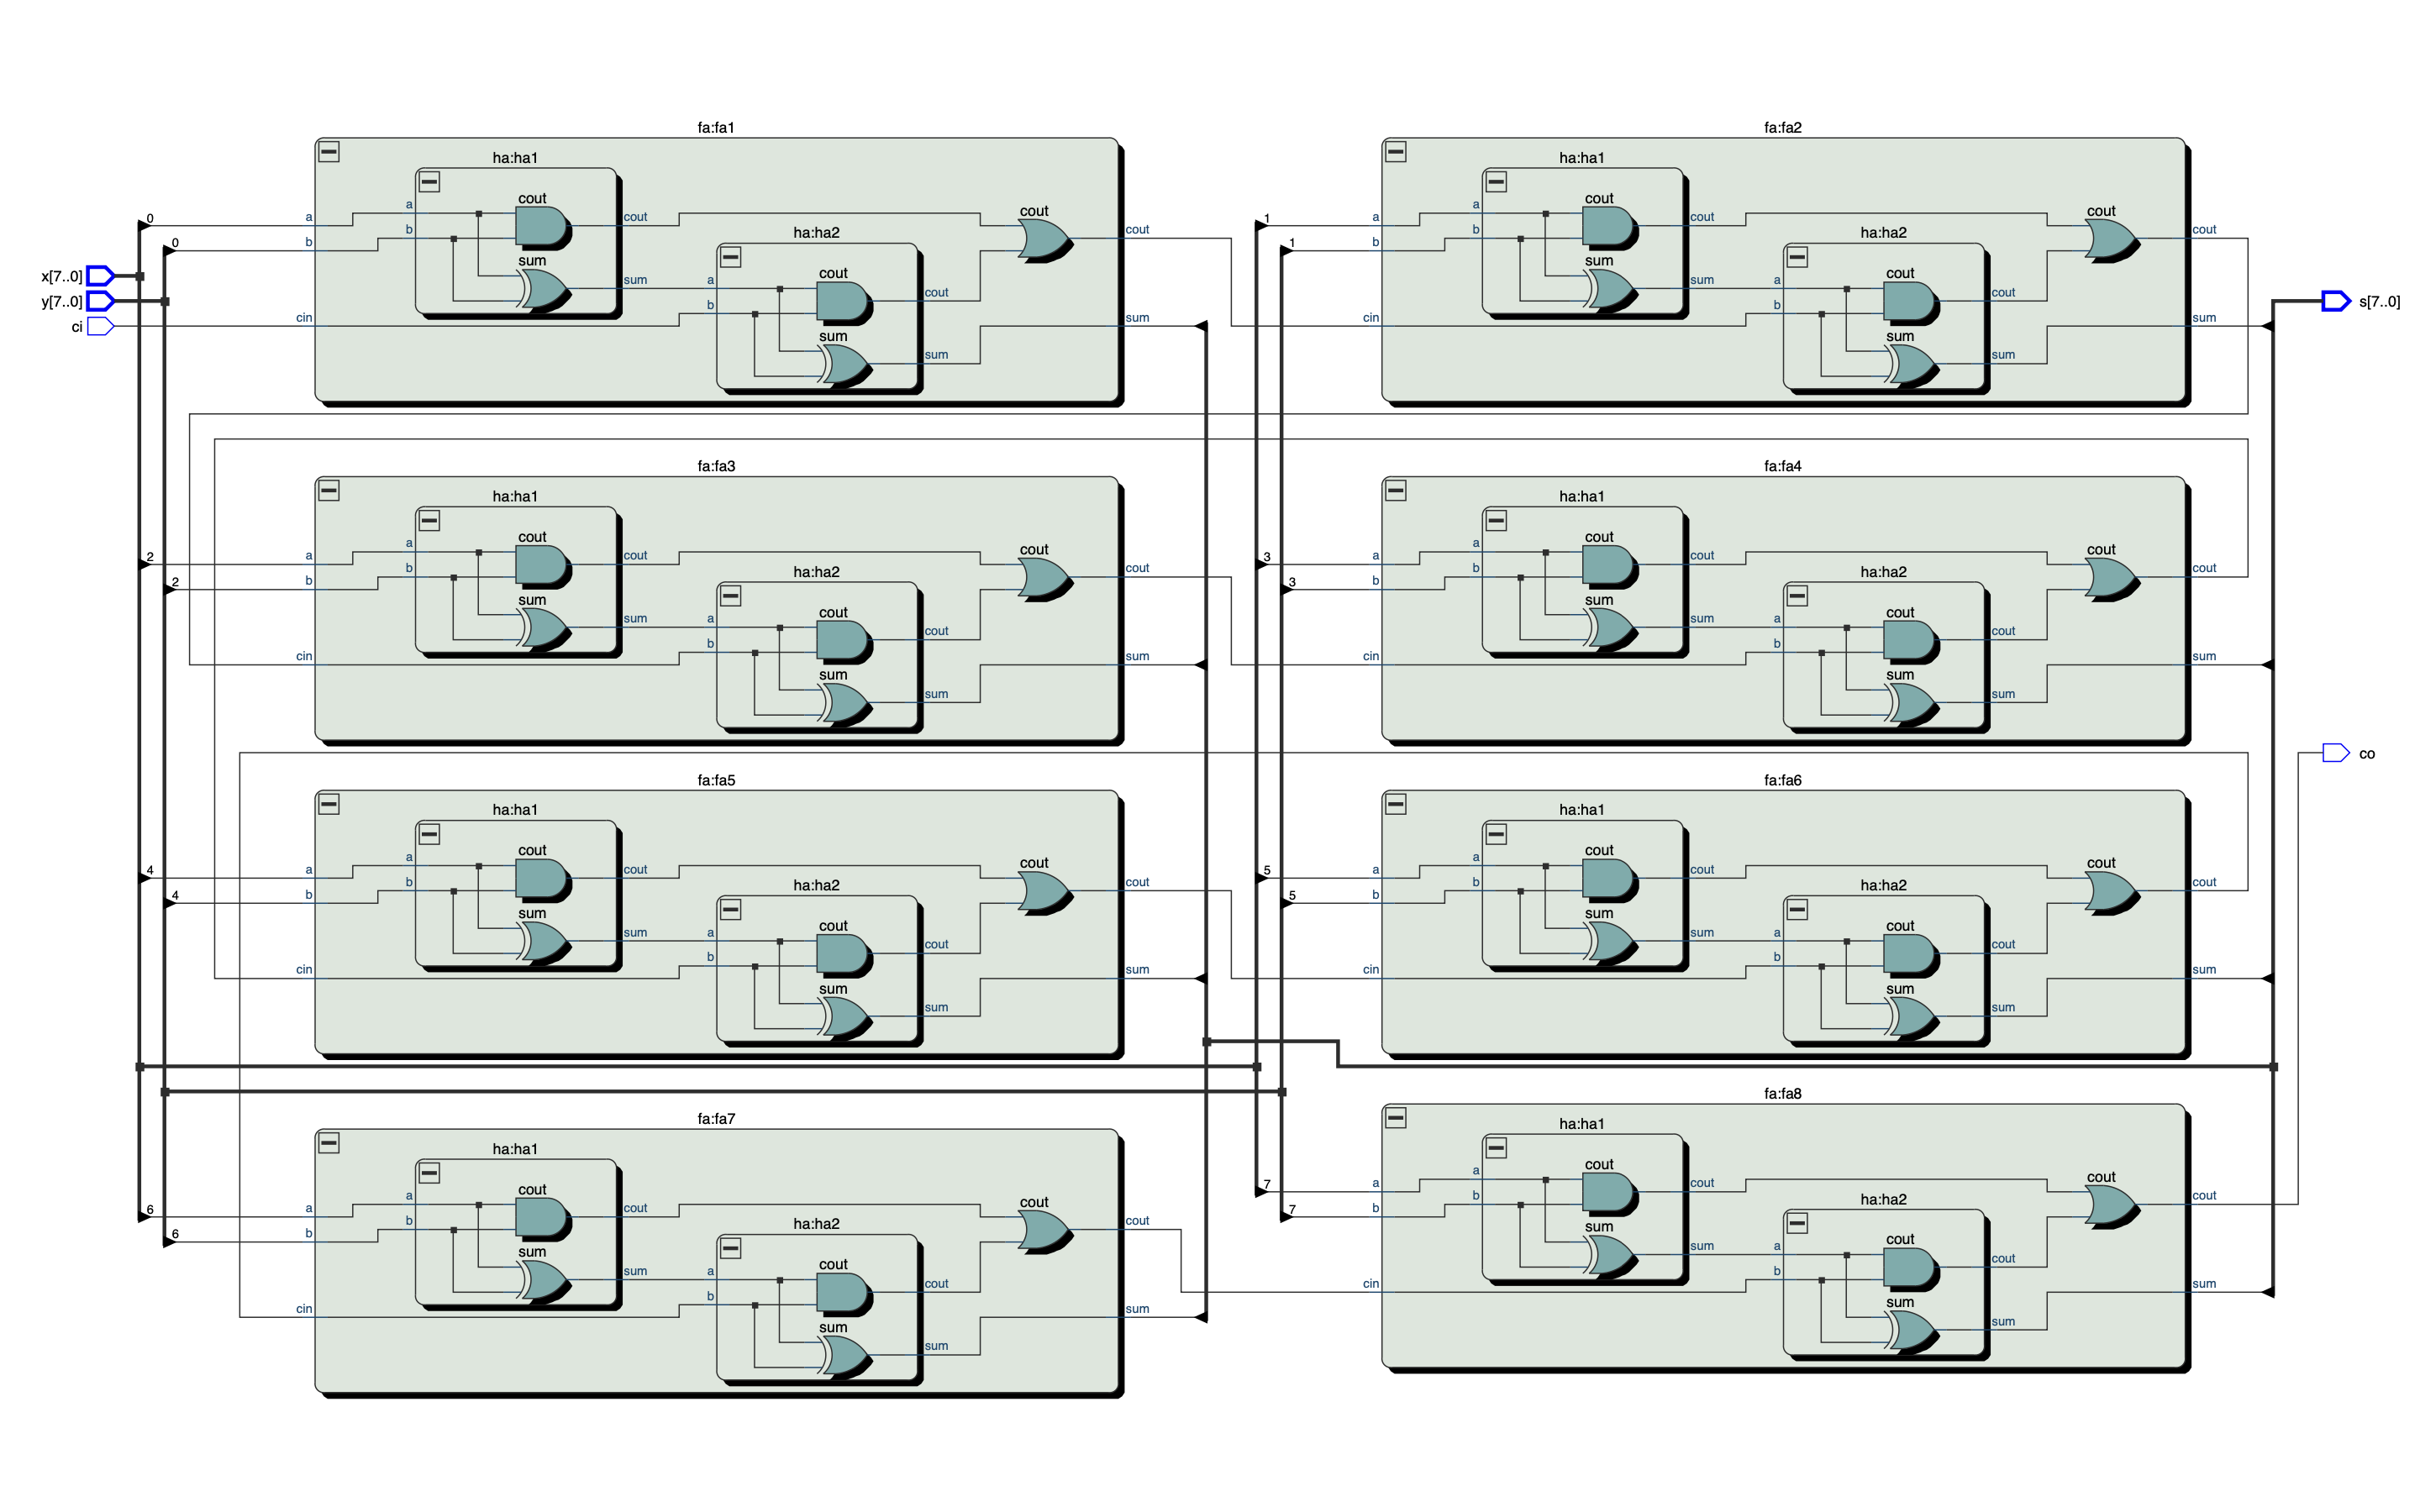 fa:fa1
ha:ha1
a
b
cout
sum
cout
sum
ha:ha2
a
b
cout
sum
cout
sum
cout
a
b
cin
cout
sum
0
0
fa:fa2
ha:ha1
a
b
cout
sum
cout
sum
ha:ha2
a
b
cout
sum
cout
sum
cout
a
b
cin
cout
sum
1
1
x[7..0]
y[7..0]
ci
s[7..0]
fa:fa3
ha:ha1
a
b
cout
sum
cout
sum
ha:ha2
a
b
cout
sum
cout
sum
cout
a
b
cin
cout
sum
2
2
fa:fa4
ha:ha1
a
b
cout
sum
cout
sum
ha:ha2
a
b
cout
sum
cout
sum
cout
a
b
cin
cout
sum
3
3
co
fa:fa5
ha:ha1
a
b
cout
sum
cout
sum
ha:ha2
a
b
cout
sum
cout
sum
cout
a
b
cin
cout
sum
4
4
fa:fa6
ha:ha1
a
b
cout
sum
cout
sum
ha:ha2
a
b
cout
sum
cout
sum
cout
a
b
cin
cout
sum
5
5
fa:fa7
ha:ha1
a
b
cout
sum
cout
sum
ha:ha2
a
b
cout
sum
cout
sum
cout
a
b
cin
cout
sum
6
6
fa:fa8
ha:ha1
a
b
cout
sum
cout
sum
ha:ha2
a
b
cout
sum
cout
sum
cout
a
b
cin
cout
sum
7
7